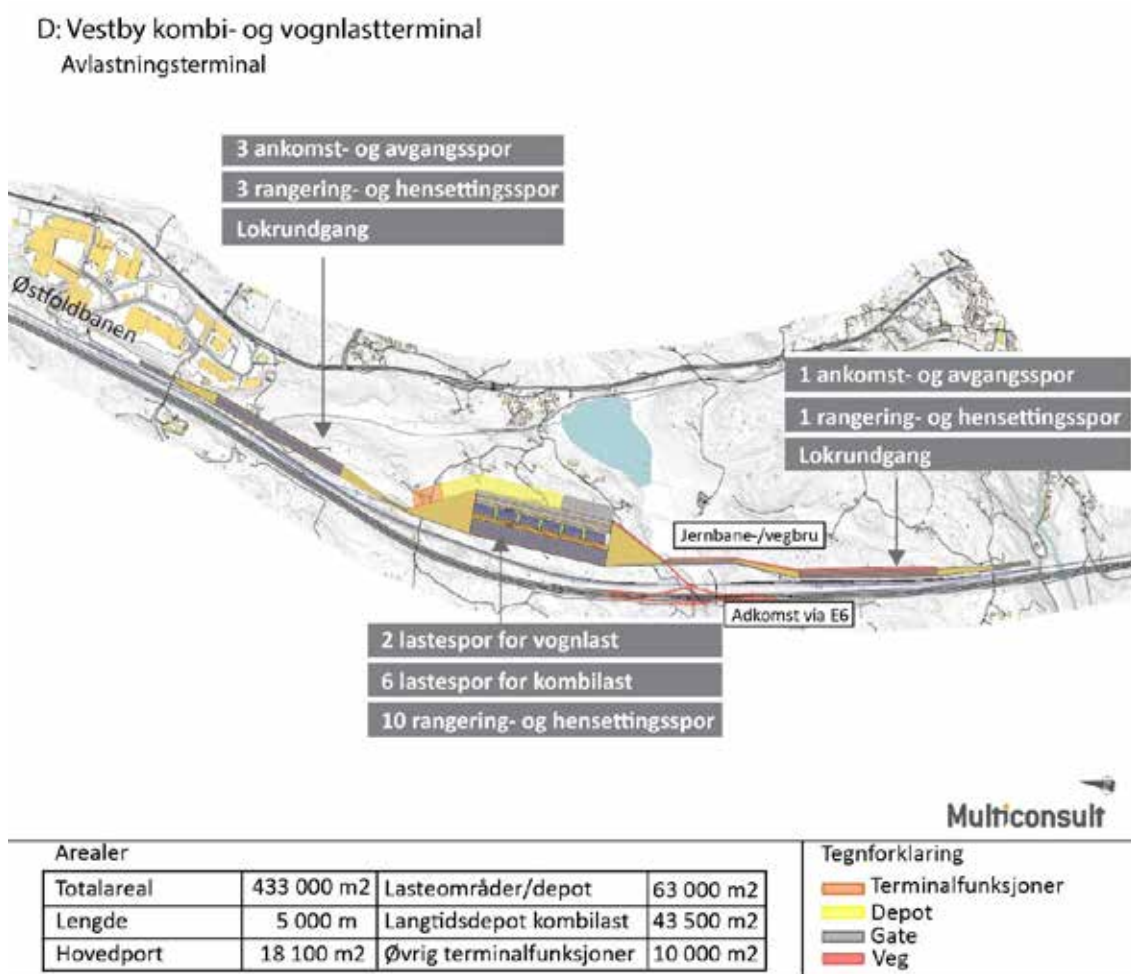 D: Vestby kombi- og vognlastterminal
Avlastningsterminal
3 ankomst- og avgangsspor
3 rangering- og hensettingsspor
Lokrundgang
Østfoldbanen
1 ankomst- og avgangsspor
1 rangering- og hensettingsspor
Lokrundgang
Jernbane-/vegbru
Adkomst via E6
2 lastespor for vognlast
6 lastespor for kombilast
10 rangering- og hensettingsspor
Multiconsult
Arealer
Totalareal 433 000 m2 Lasteområder/depot 63 000 m2
Lengde 5 000 m Langtidsdepot kombilast 43 500 m2
Hovedport 18 100 m2 Øvrig terminalfunksjoner 10 000 m2
Tegnforklaring
Terminalfunksjoner
Depot
Gate
Veg